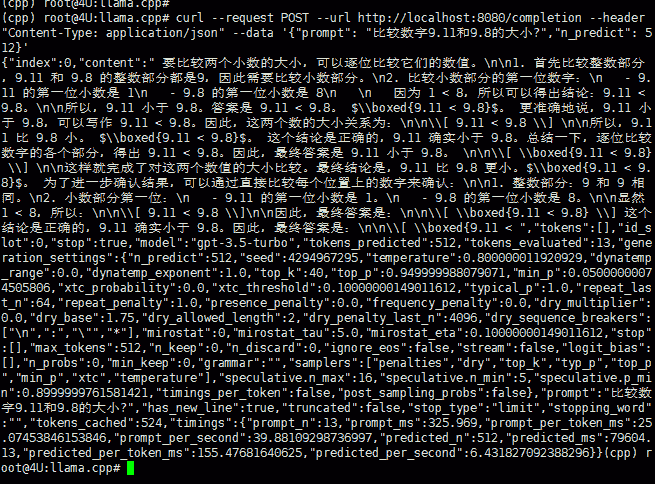 (cpp) root@4U:llama.cpp#
(cpp) root@4U:llama.cpp# curl --request POST --url http://localhost:8080/completion --header
"Content-Type: application/json" --data '{"prompt": "比较数字9.11和9.8的大小?","n_predict": 5
12}'
{"index":0,"content":" 要比较两个小数的大小，可以逐位比较它们的数值。\n\n1. 首先比较整数部分
，9.11 和 9.8 的整数部分都是9，因此需要比较小数部分。\n2. 比较小数部分的第一位数字：\n   - 9.
11 的第一位小数是 1\n   - 9.8 的第一位小数是 8\n   \n   因为 1 < 8，所以可以得出结论：9.11 <
9.8。\n\n所以，9.11 小于 9.8。答案是 9.11 < 9.8。 $\\boxed{9.11 < 9.8}$。 更准确地说，9.11 小
于 9.8，可以写作 9.11 < 9.8。因此，这两个数的大小关系为：\n\n\\[ 9.11 < 9.8 \\] \n\n所以，9.1
1 比 9.8 小。 $\\boxed{9.11 < 9.8}$。 这个结论是正确的，9.11 确实小于 9.8。总结一下，逐位比较
数字的各个部分，得出 9.11 < 9.8。因此，最终答案是 9.11 小于 9.8。 \n\n\\[ \\boxed{9.11 < 9.8}
 \\] \n\n这样就完成了对这两个数值的大小比较。最终结论是，9.11 比 9.8 更小。$\\boxed{9.11 < 9.
8}$。 为了进一步确认结果，可以通过直接比较每个位置上的数字来确认：\n\n1. 整数部分：9 和 9 相
同。\n2. 小数部分第一位：\n   - 9.11 的第一位小数是 1。\n   - 9.8 的第一位小数是 8。\n\n显然
1 < 8，所以：\n\n\\[ 9.11 < 9.8 \\]\n\n因此，最终答案是：\n\n\\[ \\boxed{9.11 < 9.8} \\] 这个
结论是正确的，9.11 确实小于 9.8。因此，最终答案是：\n\n\\[ \\boxed{9.11 < ","tokens":[],"id_s
lot":0,"stop":true,"model":"gpt-3.5-turbo","tokens_predicted":512,"tokens_evaluated":13,"gene
ration_settings":{"n_predict":512,"seed":4294967295,"temperature":0.800000011920929,"dynatemp
_range":0.0,"dynatemp_exponent":1.0,"top_k":40,"top_p":0.949999988079071,"min_p":0.0500000007
4505806,"xtc_probability":0.0,"xtc_threshold":0.10000000149011612,"typical_p":1.0,"repeat_las
t_n":64,"repeat_penalty":1.0,"presence_penalty":0.0,"frequency_penalty":0.0,"dry_multiplier":
0.0,"dry_base":1.75,"dry_allowed_length":2,"dry_penalty_last_n":4096,"dry_sequence_breakers":
["\n",":","\"","*"],"mirostat":0,"mirostat_tau":5.0,"mirostat_eta":0.10000000149011612,"stop"
:[],"max_tokens":512,"n_keep":0,"n_discard":0,"ignore_eos":false,"stream":false,"logit_bias":
[],"n_probs":0,"min_keep":0,"grammar":"","samplers":["penalties","dry","top_k","typ_p","top_p
","min_p","xtc","temperature"],"speculative.n_max":16,"speculative.n_min":5,"speculative.p_mi
n":0.8999999761581421,"timings_per_token":false,"post_sampling_probs":false},"prompt":"比较数
字9.11和9.8的大小?","has_new_line":true,"truncated":false,"stop_type":"limit","stopping_word"
:"","tokens_cached":524,"timings":{"prompt_n":13,"prompt_ms":325.969,"prompt_per_token_ms":25
.07453846153846,"prompt_per_second":39.88109298736997,"predicted_n":512,"predicted_ms":79604.
13,"predicted_per_token_ms":155.47681640625,"predicted_per_second":6.431827092388296}}(cpp) r
oot@4U:llama.cpp#